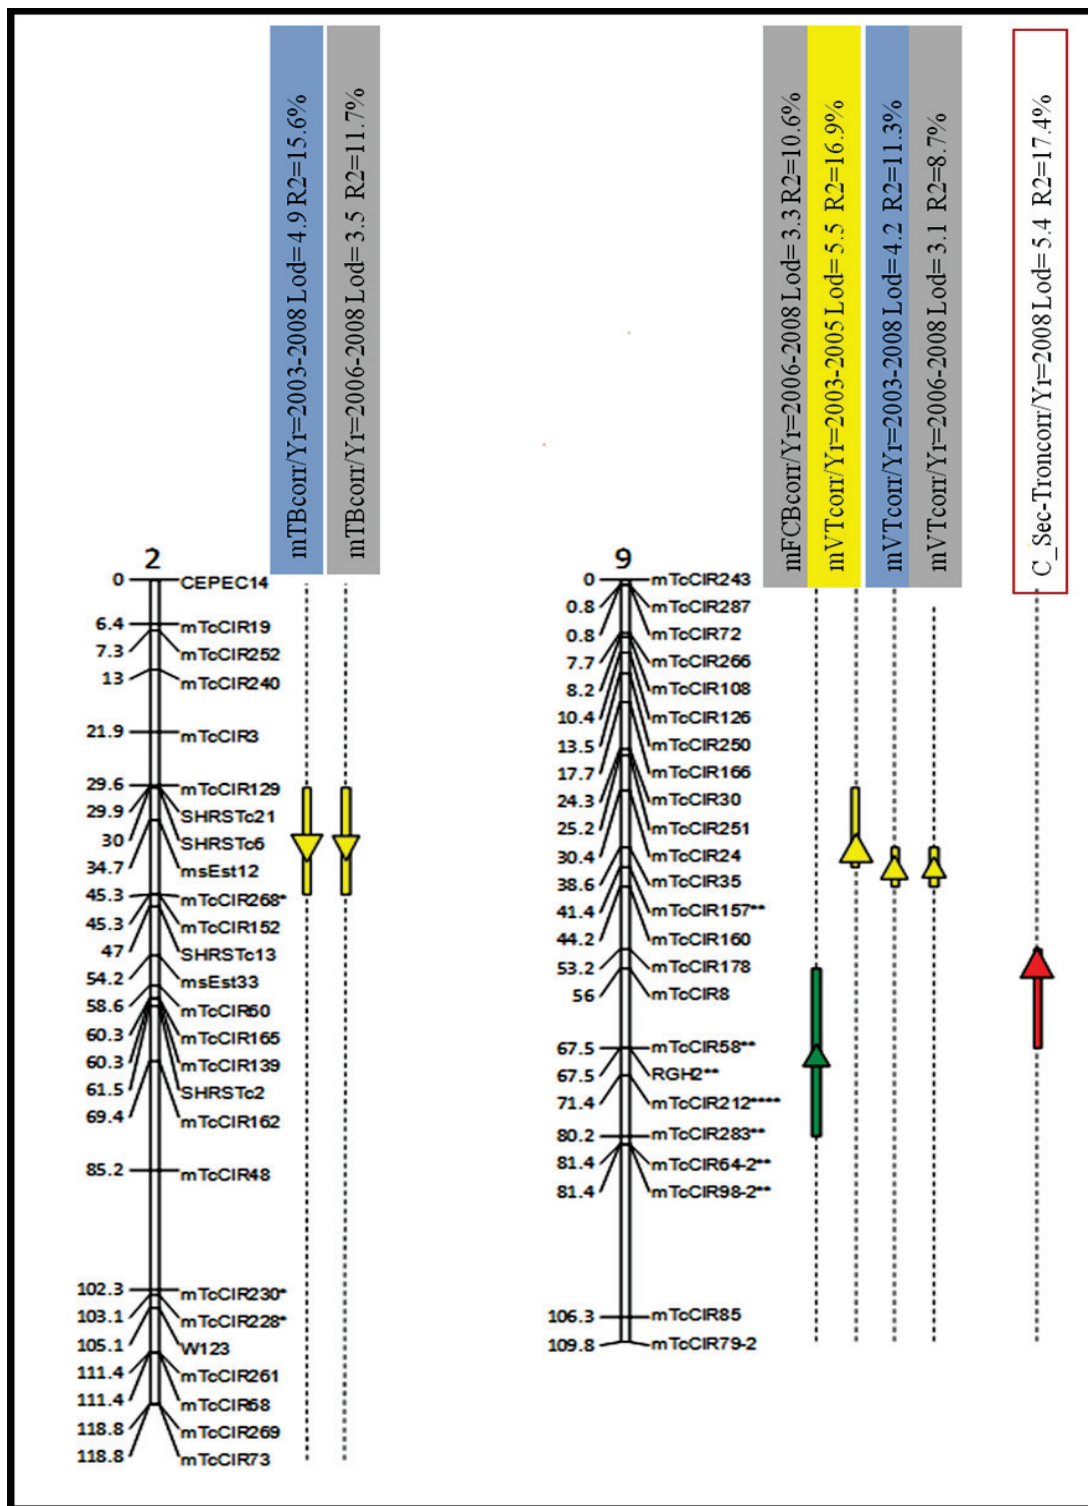 mTBcorr/Yr=2003-2008 Lod= 4.9 R2=15.6%
mTBcorr/Yr=2006-2008 Lod= 3.5 R2=11.7%
mFCBcorr/Yr=2006-2008 Lod= 3.3 R2=10.6%
mVTcorr/Yr=2003-2005 Lod= 5.5 R2=16.9%
mVTcorr/Yr=2003-2008 Lod= 4.2 R2=11.3%
mVTcorr/Yr=2006-2008 Lod= 3.1 R2=8.7%
C_Sec-Troncorr/Yr=2008 Lod= 5.4 R2=17.4%
2
0 CEPEC14
6.4 mTcCIR19
7.3 mTcCIR252
13 mTcCIR240
21.9 mTcCIR3
29.6 mTcCIR129
29.9 SHRSTc21
30 SHRSTc6
34.7 msEst12
45.3 mTcCIR268*
45.3 mTcCIR152
47 SHRSTc13
54.2 msEst33
58.6 mTcCIR60
60.3 mTcCIR165
60.3 mTcCIR139
61.5 SHRSTc2
69.4 mTcCIR162
85.2 mTcCIR48
102.3 mTcCIR230*
103.1 mTcCIR228*
105.1 W123
111.4 mTcCIR261
111.4 mTcCIR68
118.8 mTcCIR269
118.8 mTcCIR73
9
0 mTcCIR243
0.8 mTcCIR287
0.8 mTcCIR72
7.7 mTcCIR266
8.2 mTcCIR108
10.4 mTcCIR126
13.5 mTcCIR250
17.7 mTcCIR166
24.3 mTcCIR30
25.2 mTcCIR251
30.4 mTcCIR24
38.6 mTcCIR35
41.4 mTcCIR157**
44.2 mTcCIR160
53.2 mTcCIR178
56 mTcCIR8
67.5 mTcCIR58**
67.5 RGH2**
71.4 mTcCIR212****
80.2 mTcCIR283**
81.4 mTcCIR64-2**
81.4 mTcCIR98-2**
106.3 mTcCIR85
109.8 mTcCIR79-2